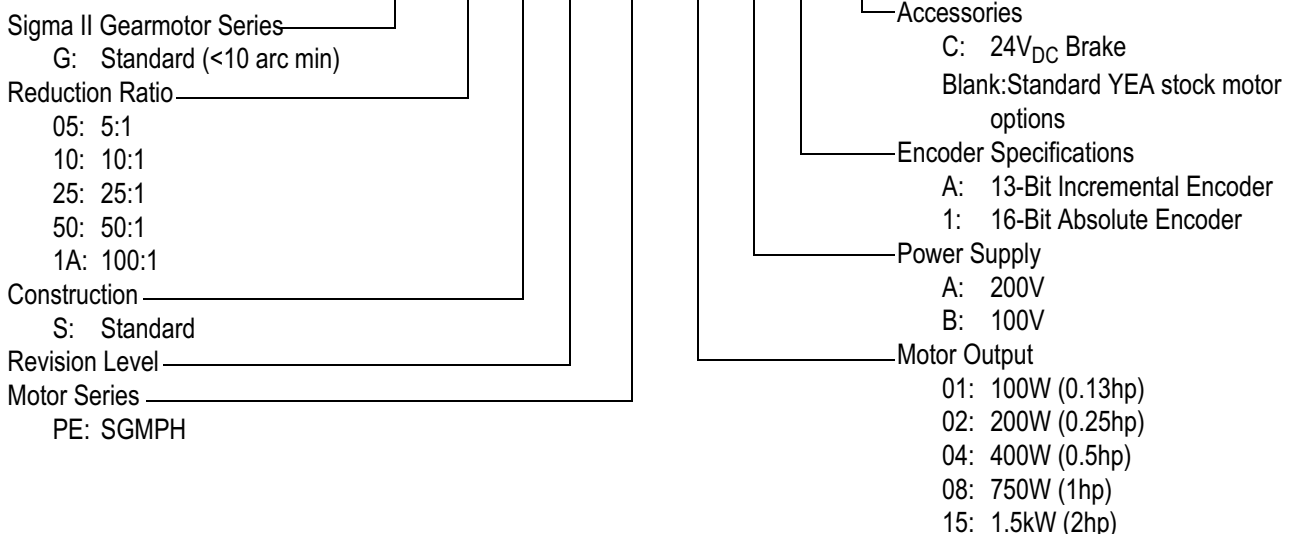 Sigma II Gearmotor Series
G: Standard (<10 arc min)
Reduction Ratio
05: 5:1
10: 10:1
25: 25:1
50: 50:1
1A: 100:1
Construction
S: Standard
Revision Level
Motor Series
PE: SGMPH
Accessories
C: 24VDC Brake
Blank:Standard YEA stock motor
options
Encoder Specifications
A: 13-Bit Incremental Encoder
1: 16-Bit Absolute Encoder
Power Supply
A: 200V
B: 100V
Motor Output
01: 100W (0.13hp)
02: 200W (0.25hp)
04: 400W (0.5hp)
08: 750W (1hp)
15: 1.5kW (2hp)